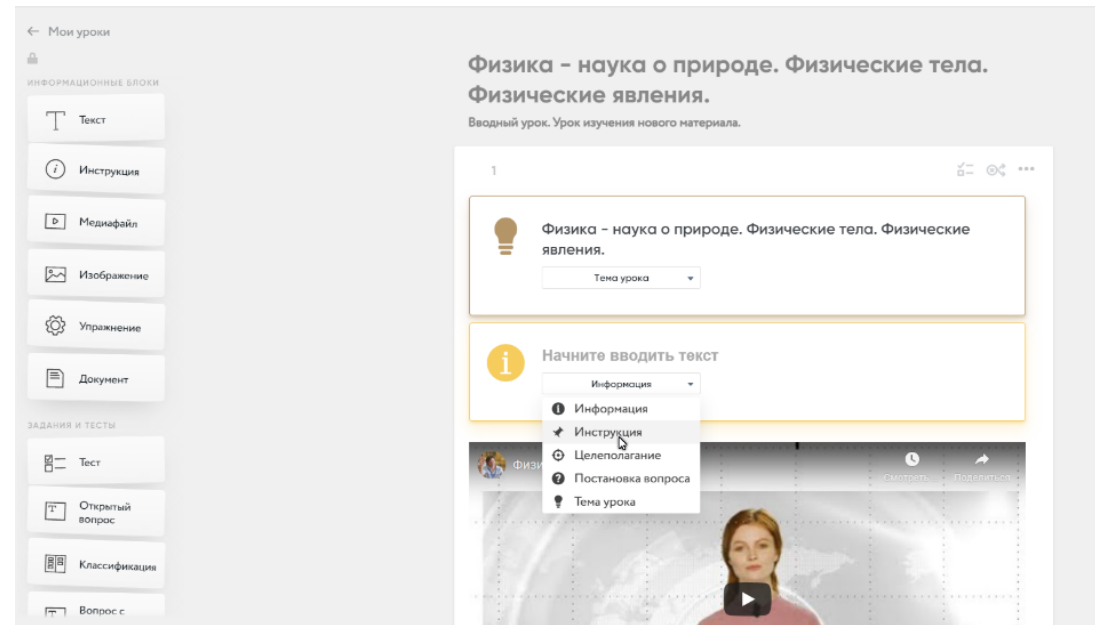 ← Мои уроки
ИНФОРМАЦИОННЫЕ БЛОКИ
Текст
Инструкция
Медиафайл
Изображение
Упражнение
Документ
ЗАДАНИЯ И ТЕСТЫ
Тест
Открытый
вопрос
Классификация
Вопрос с
Физика - наука о природе. Физические тела.
Физические явления.
Вводный урок. Урок изучения нового материала.
1
Физика - наука о природе. Физические тела. Физические
явления.
Тема урока
Начните вводить текст
Информация
Информация
Инструкция
Целеполагание
Постановка вопроса
Тема урока
Физи
Смотреть
Поделиться